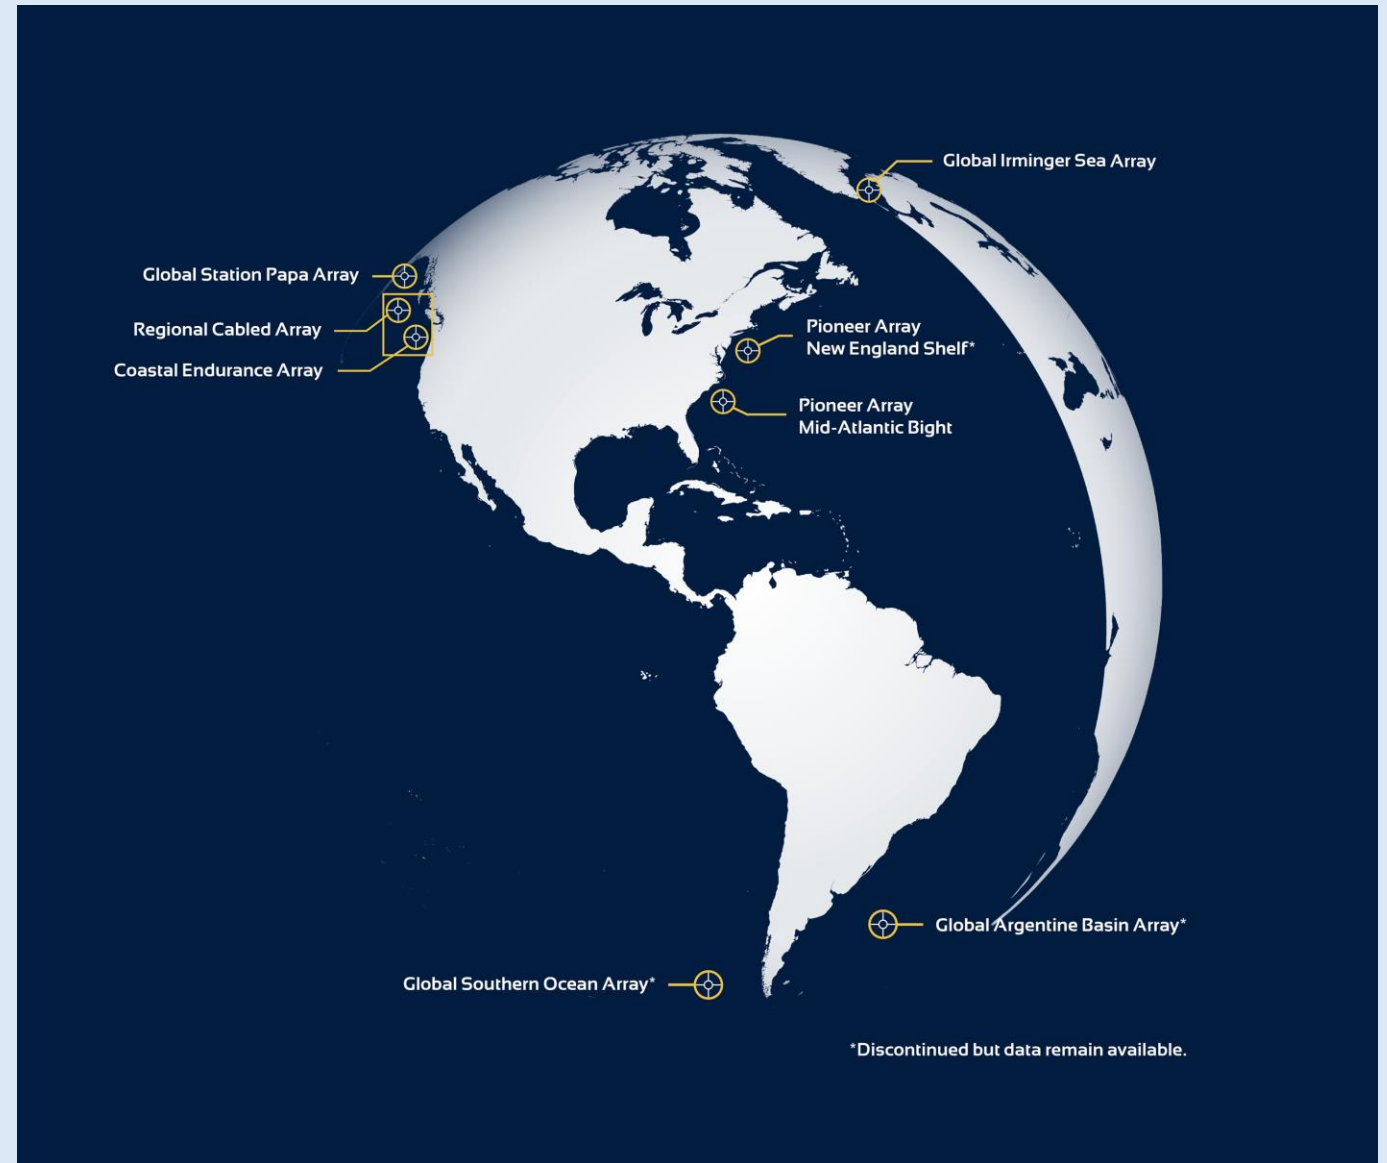 Global Irminger Sea Array
Global Station Papa Array
Regional Cabled Array
Coastal Endurance Array
Pioneer Array
New England Shelf*
Pioneer Array
Mid-Atlantic Bight
Global Argentine Basin Array*
Global Southern Ocean Array*
*Discontinued but data remain available.